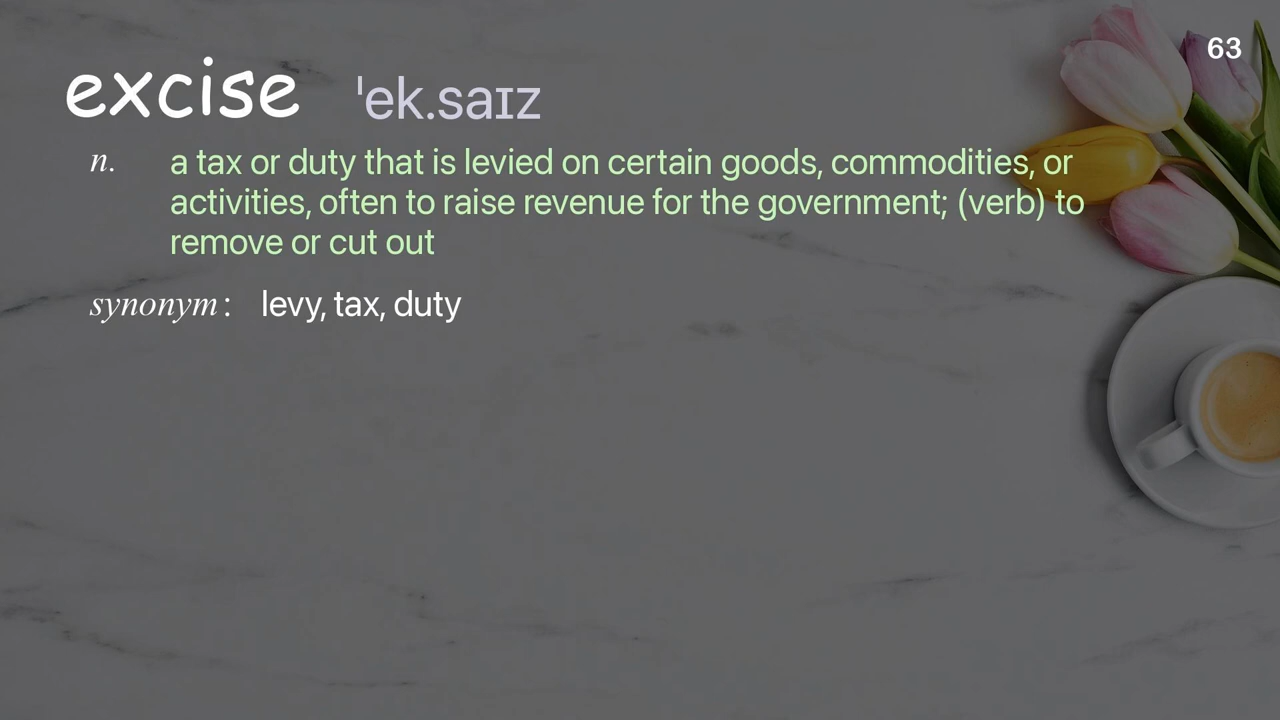 63
excise ˈek.saɪz
n. a tax or duty that is levied on certain goods, commodities, or
activities, often to raise revenue for the government; (verb) to
remove or cut out
synonym : levy, tax, duty